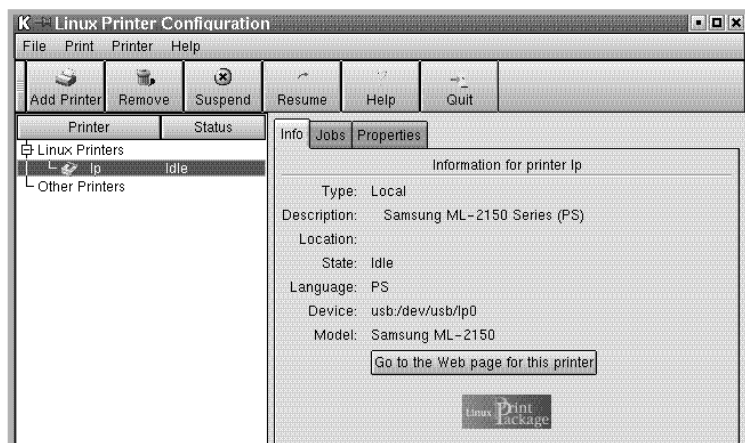 Linux Printer Configuration
File Print Printer Help
Add Printer Remove Suspend Resume Help Quit
Printer Status
Linux Printers
lp Idle
Other Printers
Info Jobs Properties
Information for printer lp
Type: Local
Description: Samsung ML-2150 Series (PS)
Location:
State: Idle
Language: PS
Device: usb:/dev/usb/lp0
Model: Samsung ML-2150
Go to the Web page for this printer
Linux Print
Package